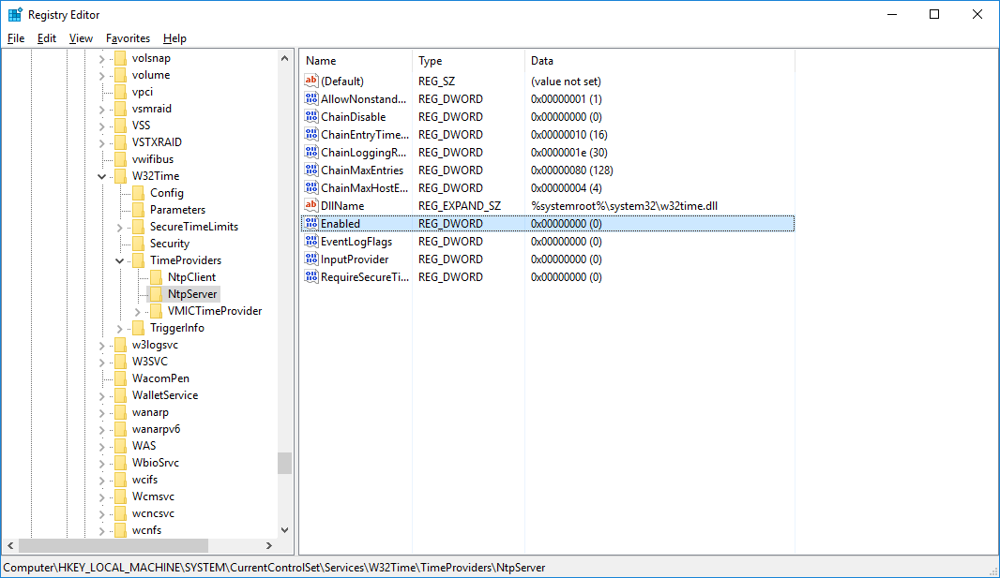 Registry Editor
File Edit View Favorites Help
volsnap
volume
vpci
vsmraid
VSS
VSTXRAID
vwifibus
W32Time
Config
Parameters
SecureTimeLimits
Security
TimeProviders
NtpClient
NtpServer
VMICTimeProvider
TriggerInfo
w3logsvc
W3SVC
WacomPen
WalletService
wanarp
wanarpv6
WAS
WbioSrvc
wcifs
Wcmsvc
wcncsvc
wcnfs
Name Type Data
ab (Default) REG_SZ (value not set)
AllowNonstand... REG_DWORD 0x00000001 (1)
ChainDisable REG_DWORD 0x00000000 (0)
ChainEntryTime... REG_DWORD 0x00000010 (16)
ChainLoggingR... REG_DWORD 0x0000001e (30)
ChainMaxEntries REG_DWORD 0x00000080 (128)
ChainMaxHostE... REG_DWORD 0x00000004 (4)
ab DllName REG_EXPAND_SZ %systemroot%\system32\w32time.dll
Enabled REG_DWORD 0x00000000 (0)
EventLogFlags REG_DWORD 0x00000000 (0)
InputProvider REG_DWORD 0x00000000 (0)
RequireSecureTi... REG_DWORD 0x00000000 (0)
Computer\HKEY_LOCAL_MACHINE\SYSTEM\CurrentControlSet\Services\W32Time\TimeProviders\NtpServer